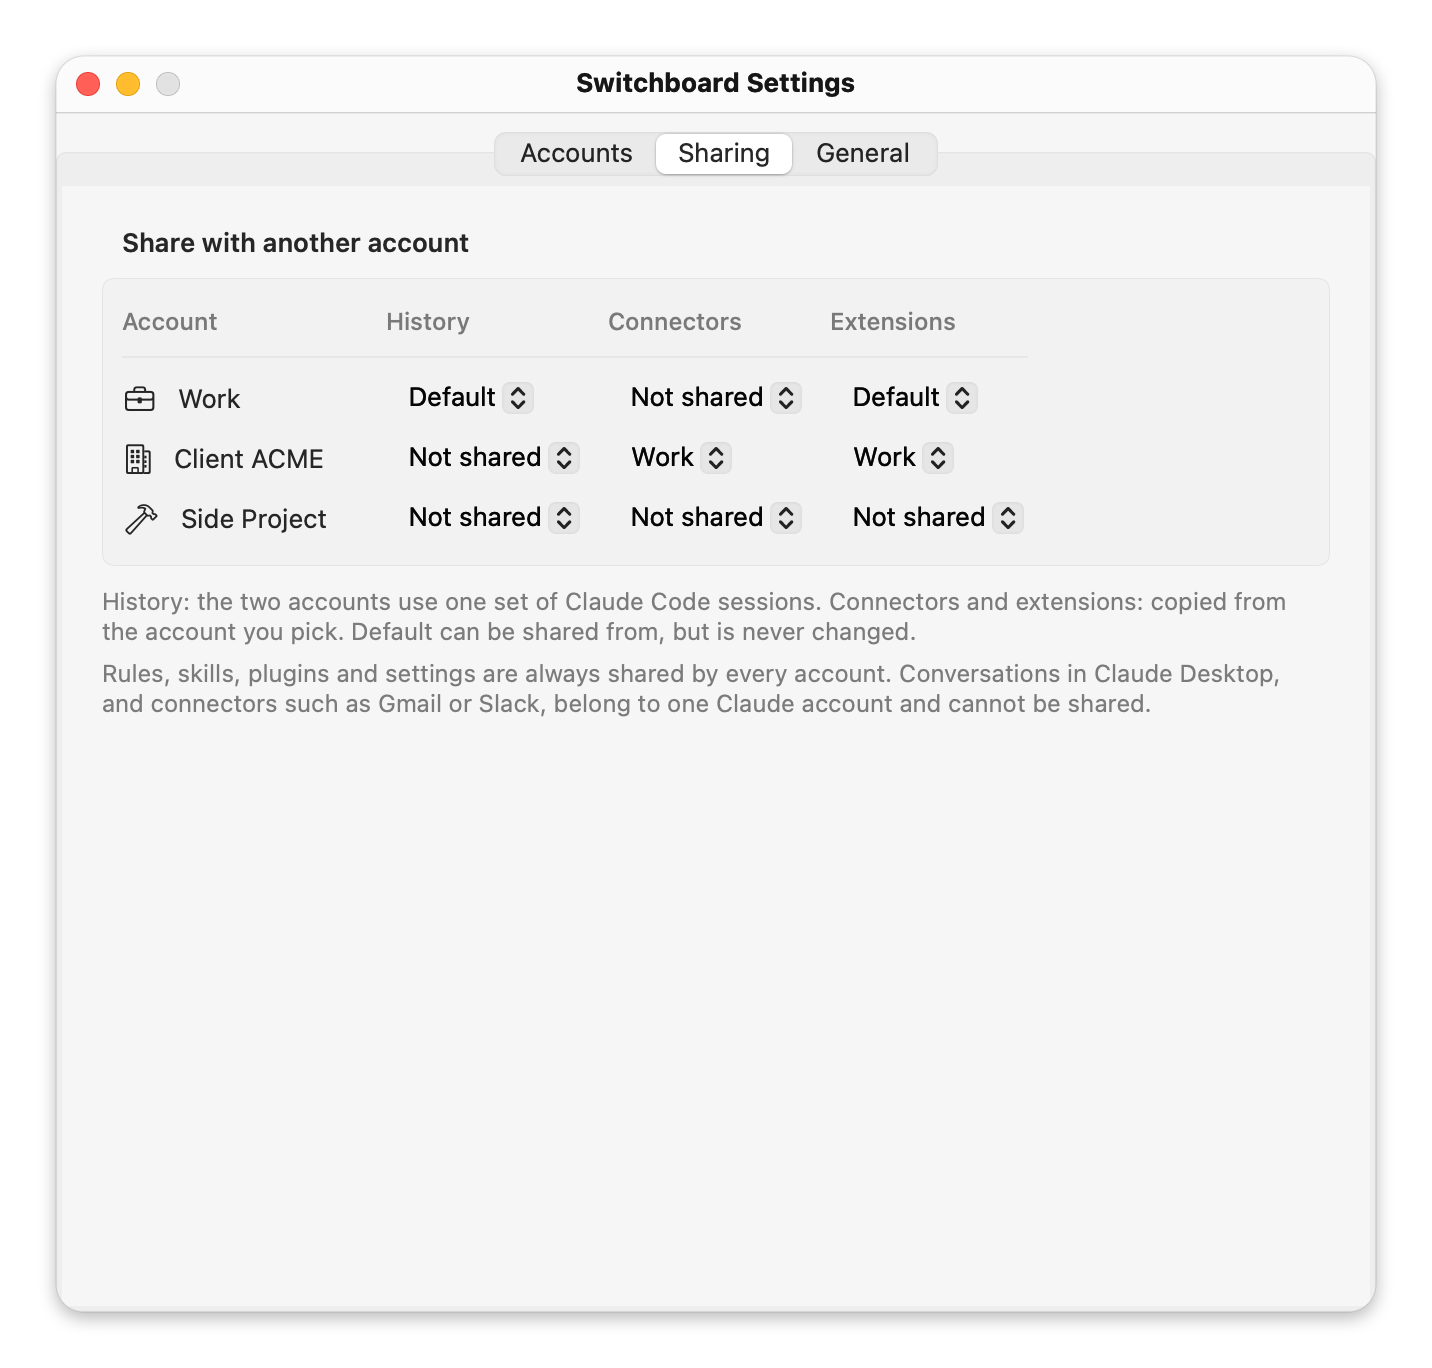 Switchboard Settings
Accounts Sharing General
Share with another account
Account History Connectors Extensions
Work Default Not shared Default
Client ACME Not shared Work Work
Side Project Not shared Not shared Not shared
History: the two accounts use one set of Claude Code sessions. Connectors and extensions: copied from
the account you pick. Default can be shared from, but is never changed.
Rules, skills, plugins and settings are always shared by every account. Conversations in Claude Desktop,
and connectors such as Gmail or Slack, belong to one Claude account and cannot be shared.